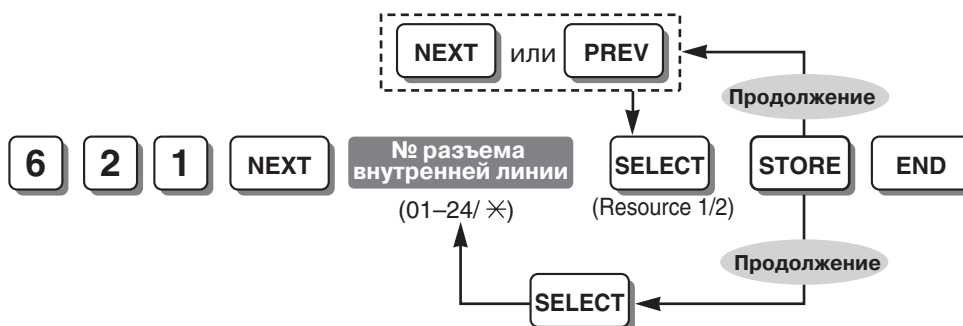 NEXT или PREV
Продолжение
6 2 1 NEXT № разъема внутренней линии SELECT STORE END
(01–24/ ✳) (Resource 1/2)
Продолжение
SELECT